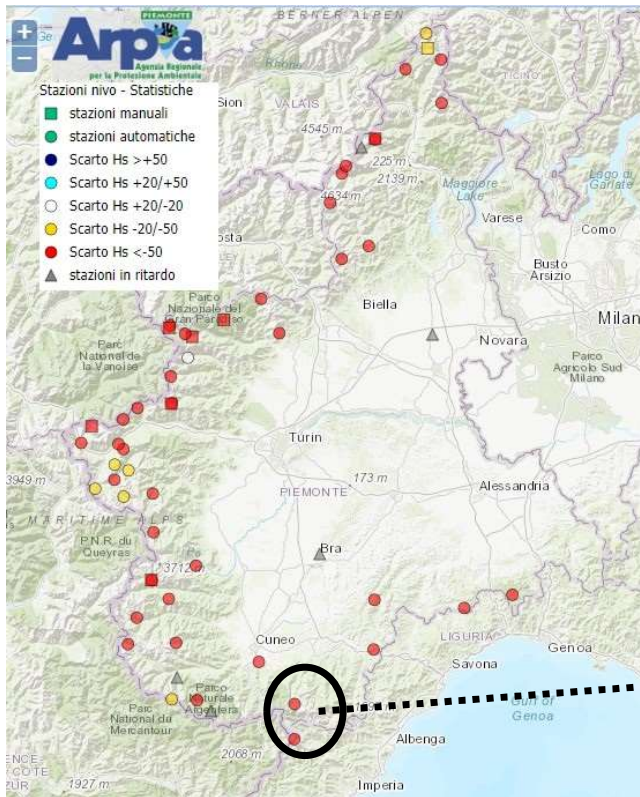 BERNER ALPEN
+
–
PIEMONTE
Arpa
Agenzia Regionale
per la Protezione Ambientale
Stazioni nivo - Statistiche
stazioni manuali
stazioni automatiche
Scarto Hs >+50
Scarto Hs +20/+50
Scarto Hs +20/-20
Scarto Hs -20/-50
Scarto Hs <-50
stazioni in ritardo
Rhône
Sion
VALAIS
TICINO
4545 m
225 m
2139 m
4634 m
Maggiore
Lake
Lago di
Garlate
Varese
Como
Busto
Arsizio
Biella
Novara
Milan
Parco
Agricolo Sud
Milano
Parco
Nazionale del
Gran Paradiso
Parc
National de
la Vanoise
Turin
173 m
3949 m
PIEMONTE
Alessandria
MARITIME ALPS
P.N.R. du
Queyras
Bra
3712 m
Cuneo
LIGURIA
Genoa
Savona
Parco
Naturale
Parc
National du
Mercantour
Gulf of
Genoa
2068 m
Albenga
1927 m
Imperia